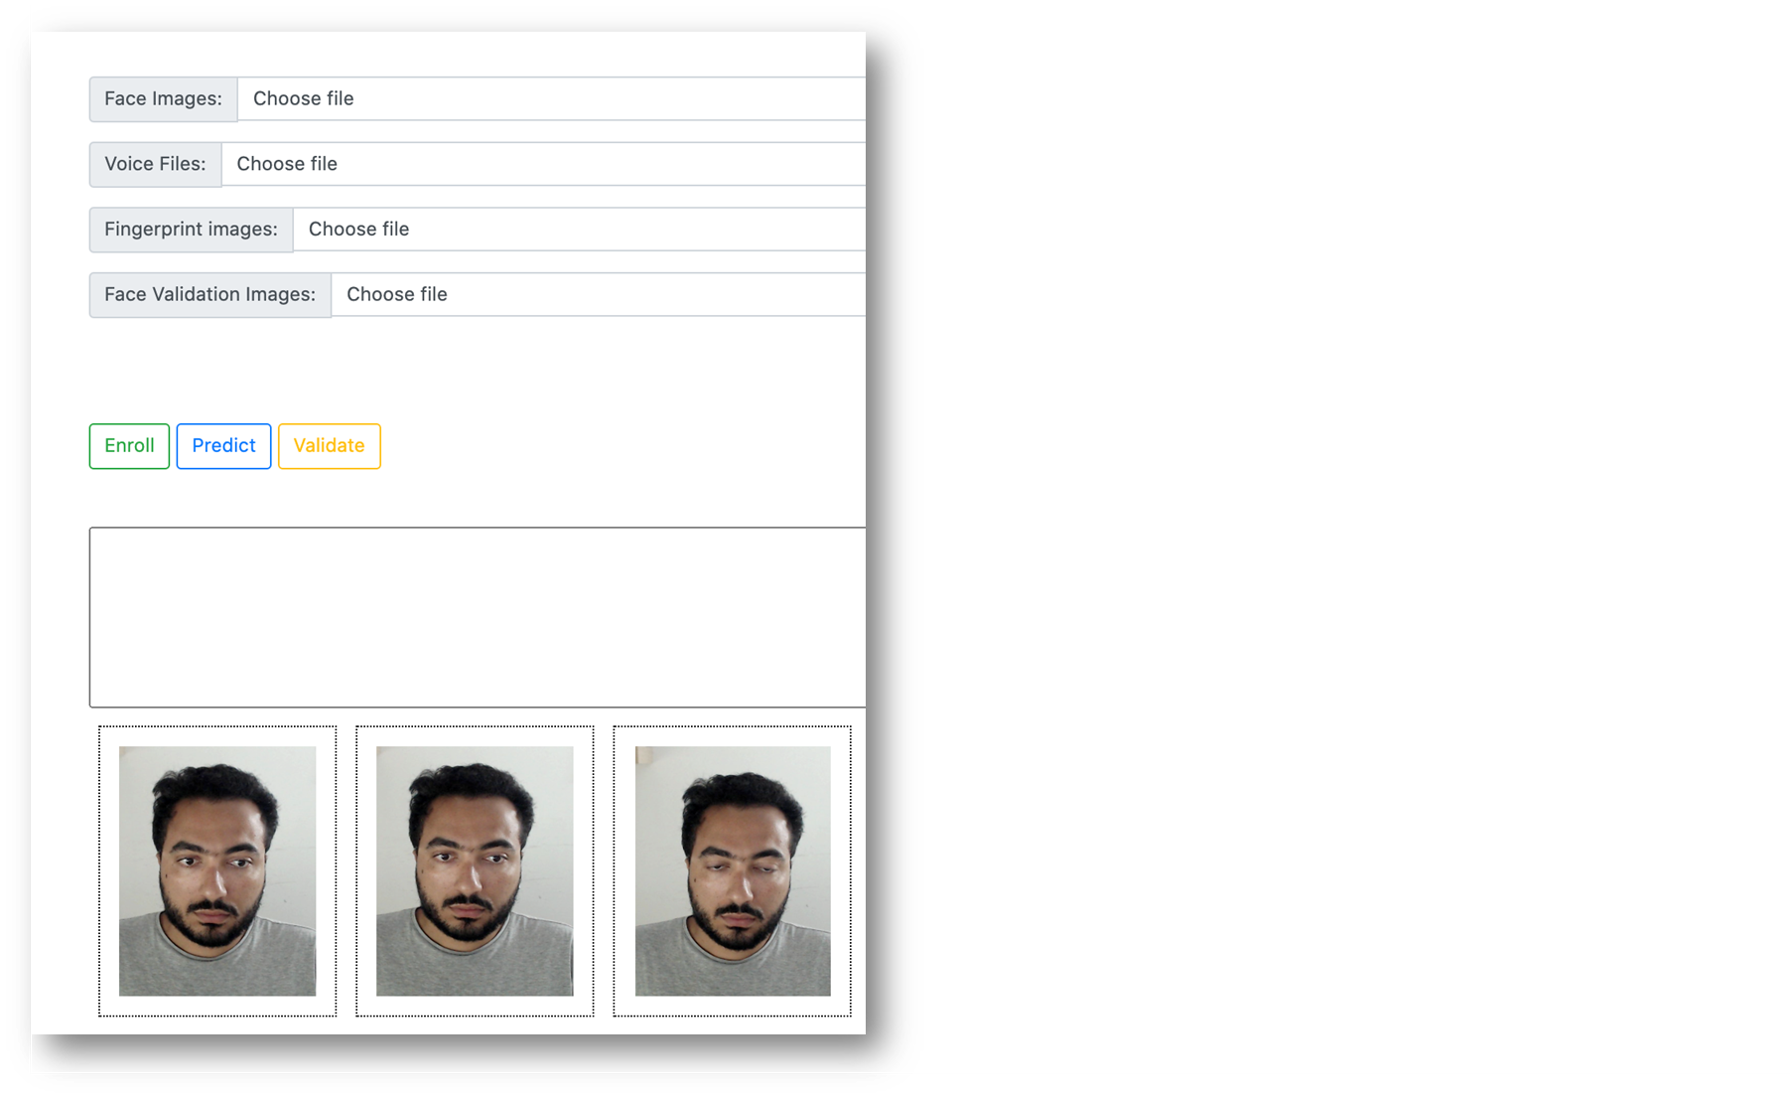 Face Images: Choose file
Voice Files: Choose file
Fingerprint images: Choose file
Face Validation Images: Choose file
Enroll Predict Validate